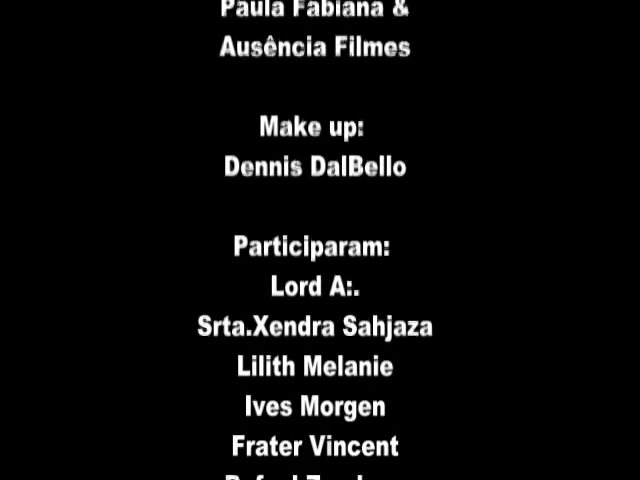 Paula Fabiana &
Ausência Filmes
Make up:
Dennis DalBello
Participaram:
Lord A:.
Srta.Xendra Sahjaza
Lilith Melanie
Ives Morgen
Frater Vincent